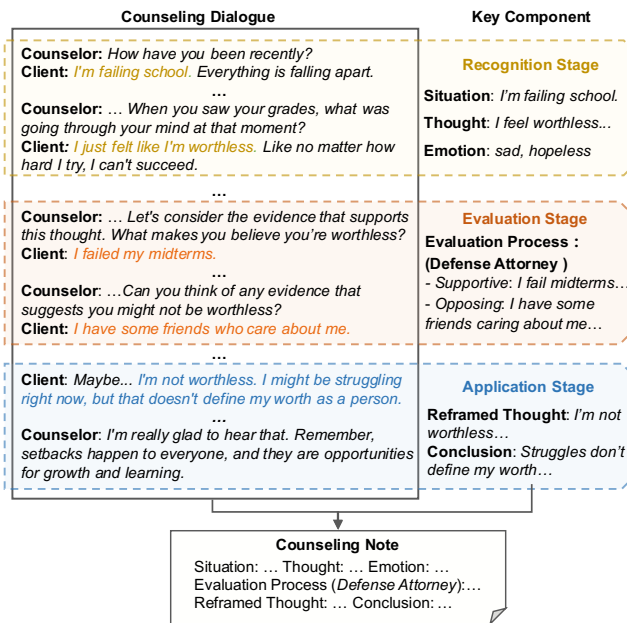 Counseling Dialogue
Counselor: How have you been recently?
Client: I'm failing school. Everything is falling apart.
...
Counselor: … When you saw your grades, what was
going through your mind at that moment?
Client: I just felt like I'm worthless. Like no matter how
hard I try, I can't succeed.
...
Counselor: … Let's consider the evidence that supports
this thought. What makes you believe you're worthless?
Client: I failed my midterms.
...
Counselor: …Can you think of any evidence that
suggests you might not be worthless?
Client: I have some friends who care about me.
...
Client: Maybe... I'm not worthless. I might be struggling
right now, but that doesn't define my worth as a person.
...
Counselor: I'm really glad to hear that. Remember,
setbacks happen to everyone, and they are opportunities
for growth and learning.
Key Component
Recognition Stage
Situation: I'm failing school.
Thought: I feel worthless...
Emotion: sad, hopeless
Evaluation Stage
Evaluation Process :
(Defense Attorney )
- Supportive: I fail midterms…
- Opposing: I have some
friends caring about me…
Application Stage
Reframed Thought: I'm not
worthless…
Conclusion: Struggles don't
define my worth…
Counseling Note
Situation: … Thought: … Emotion: …
Evaluation Process (Defense Attorney):…
Reframed Thought: … Conclusion: …